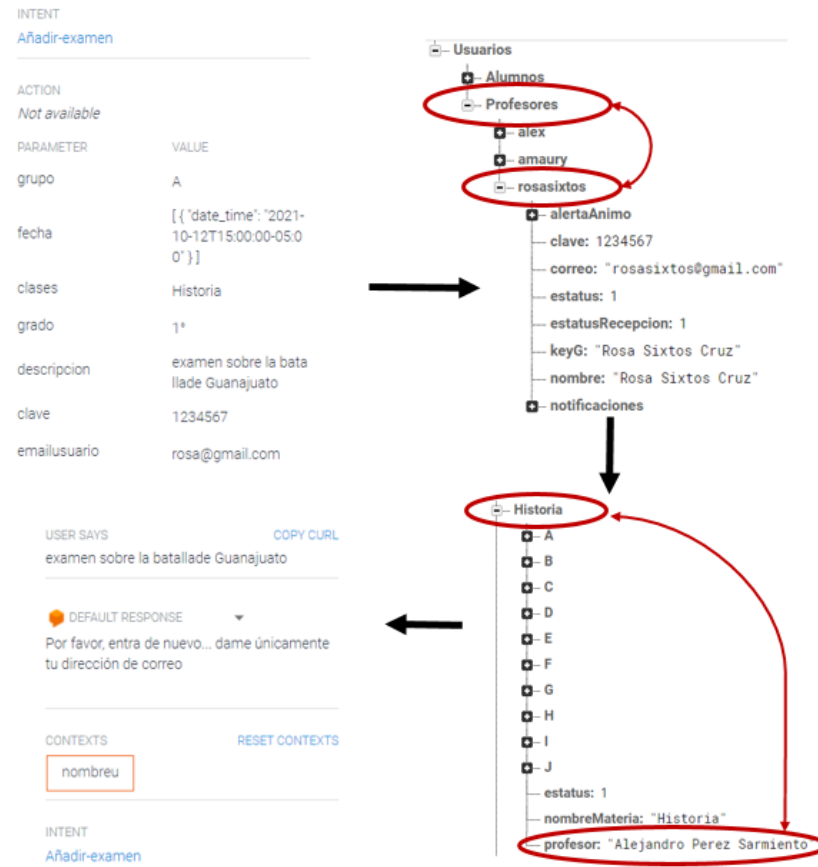 INTENT
Añadir-examen
ACTION
Not available
PARAMETER VALUE
grupo A
fecha [ { "date_time": "2021-
10-12T15:00:00-05:0
0" } ]
clases Historia
grado 1°
descripcion examen sobre la bata
llade Guanajuato
clave 1234567
emailusuario rosa@gmail.com
Usuarios
Alumnos
Profesores
alex
amaury
rosasixtos
alertaAnimo
clave: 1234567
correo: "rosasixtos@gmail.com"
estatus: 1
estatusRecepcion: 1
keyG: "Rosa Sixtos Cruz"
nombre: "Rosa Sixtos Cruz"
notificaciones
Historia
A
B
C
D
E
F
G
H
I
J
estatus: 1
nombreMateria: "Historia"
profesor: "Alejandro Perez Sarmiento
USER SAYS COPY CURL
examen sobre la batallade Guanajuato
DEFAULT RESPONSE
Por favor, entra de nuevo... dame únicamente
tu dirección de correo
CONTEXTS RESET CONTEXTS
nombreu
INTENT
Añadir-examen